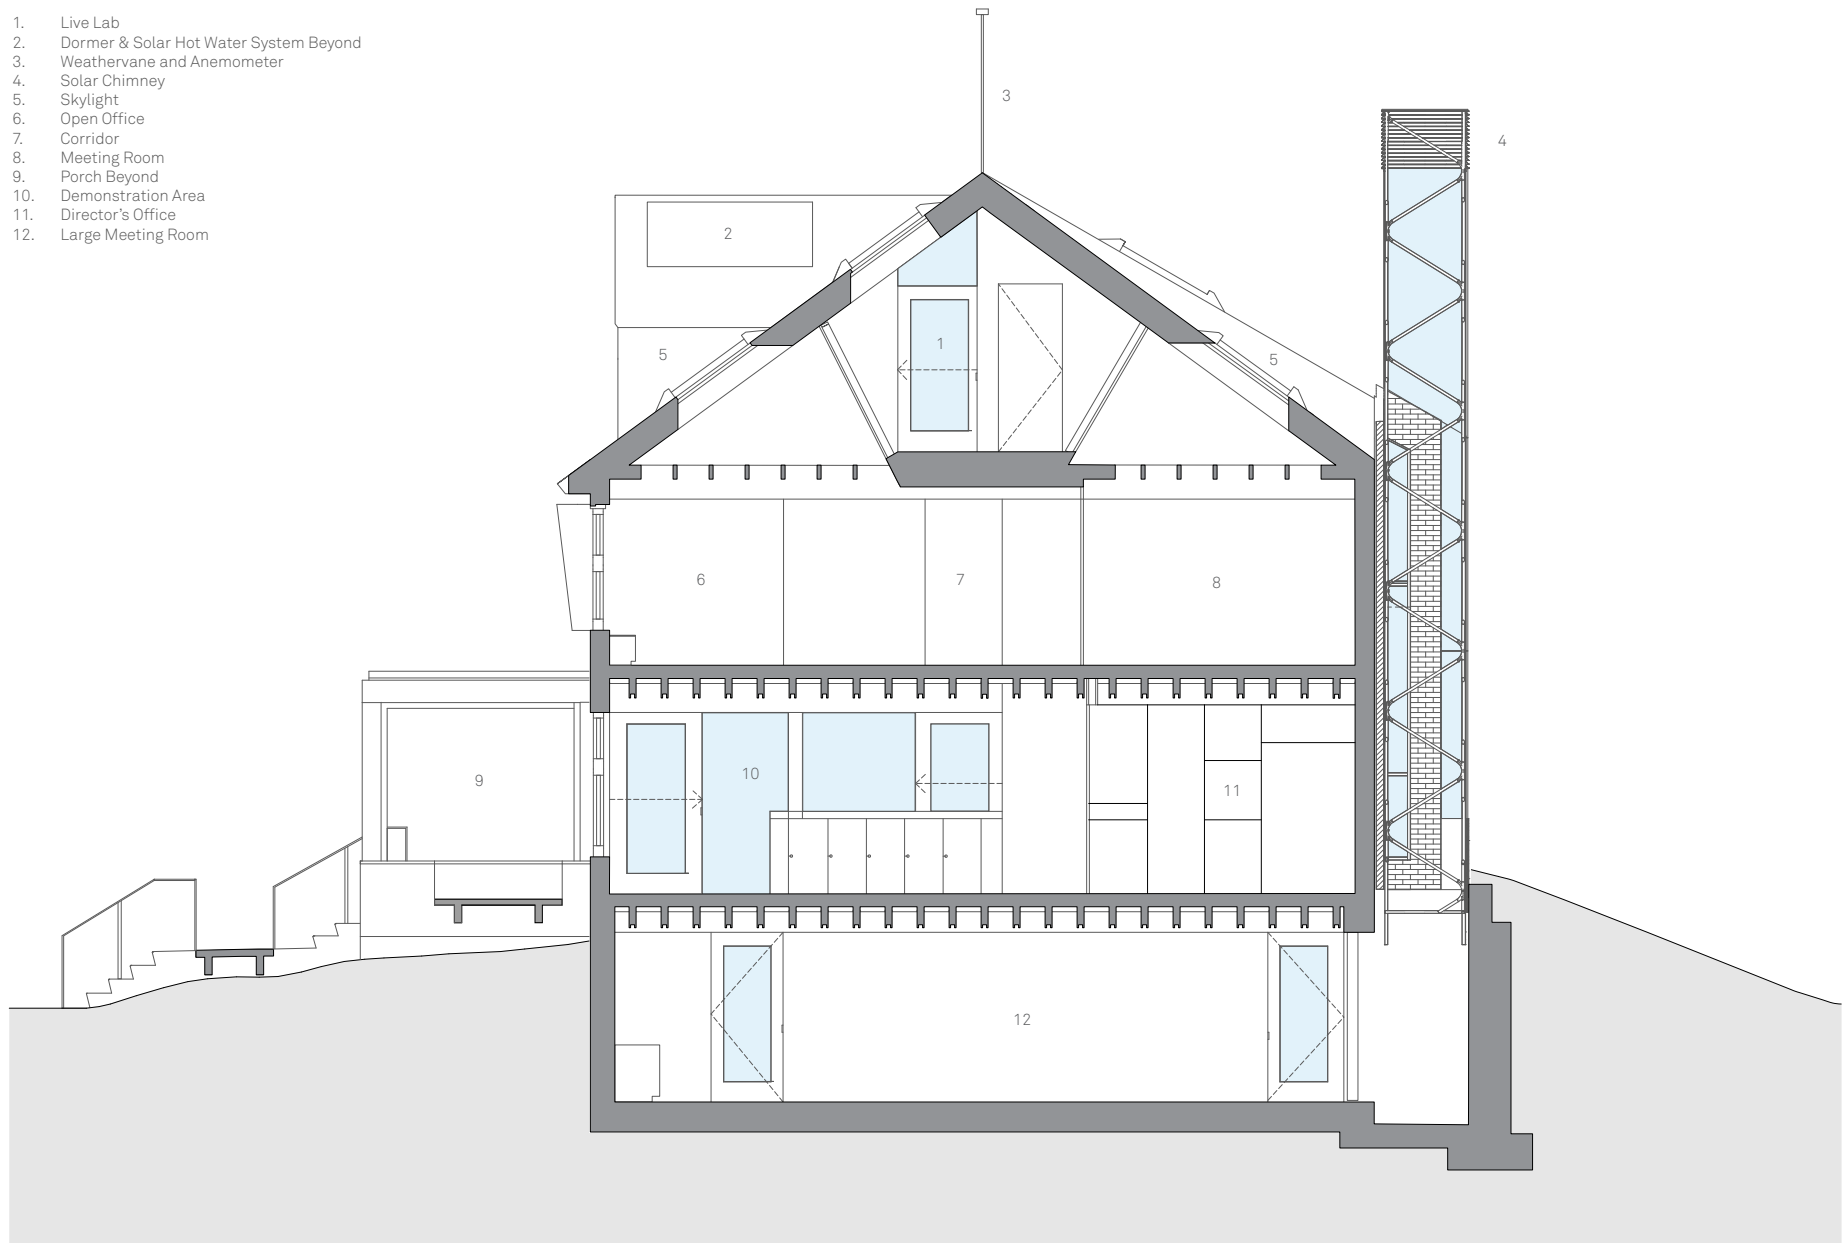 1. Live Lab
2. Dormer & Solar Hot Water System Beyond
3. Weathervane and Anemometer
4. Solar Chimney
5. Skylight
6. Open Office
7. Corridor
8. Meeting Room
9. Porch Beyond
10. Demonstration Area
11. Director's Office
12. Large Meeting Room
3
4
2
1
5
5
6
7
8
10
9
11
12